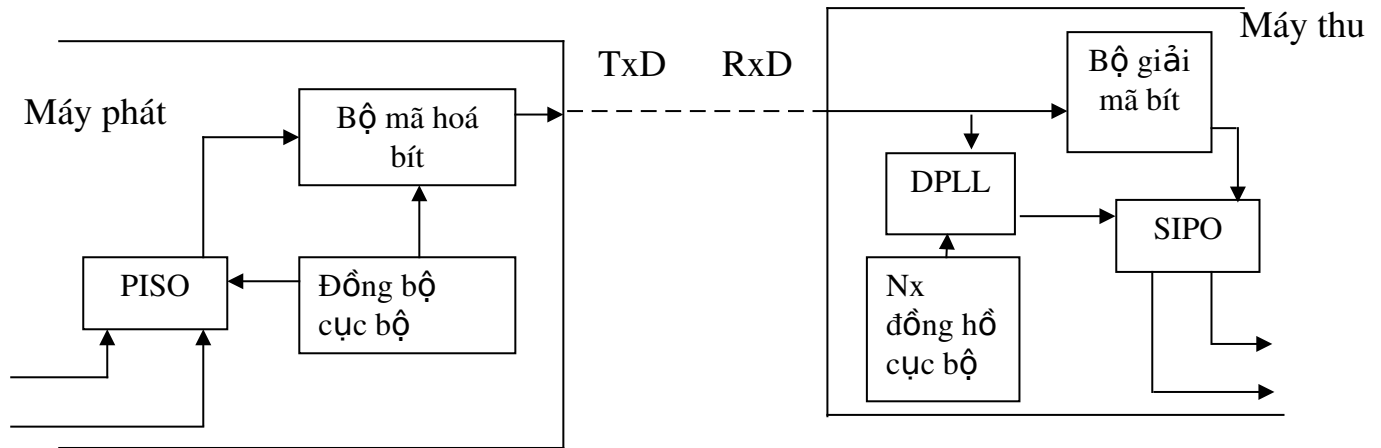 Máy thu
TxD RxD
Máy phát
Bộ mã hoá
bít
Bộ giải
mã bít
DPLL
SIPO
PISO
Đồng bộ
cục bộ
Nx
đồng hồ
cục bộ